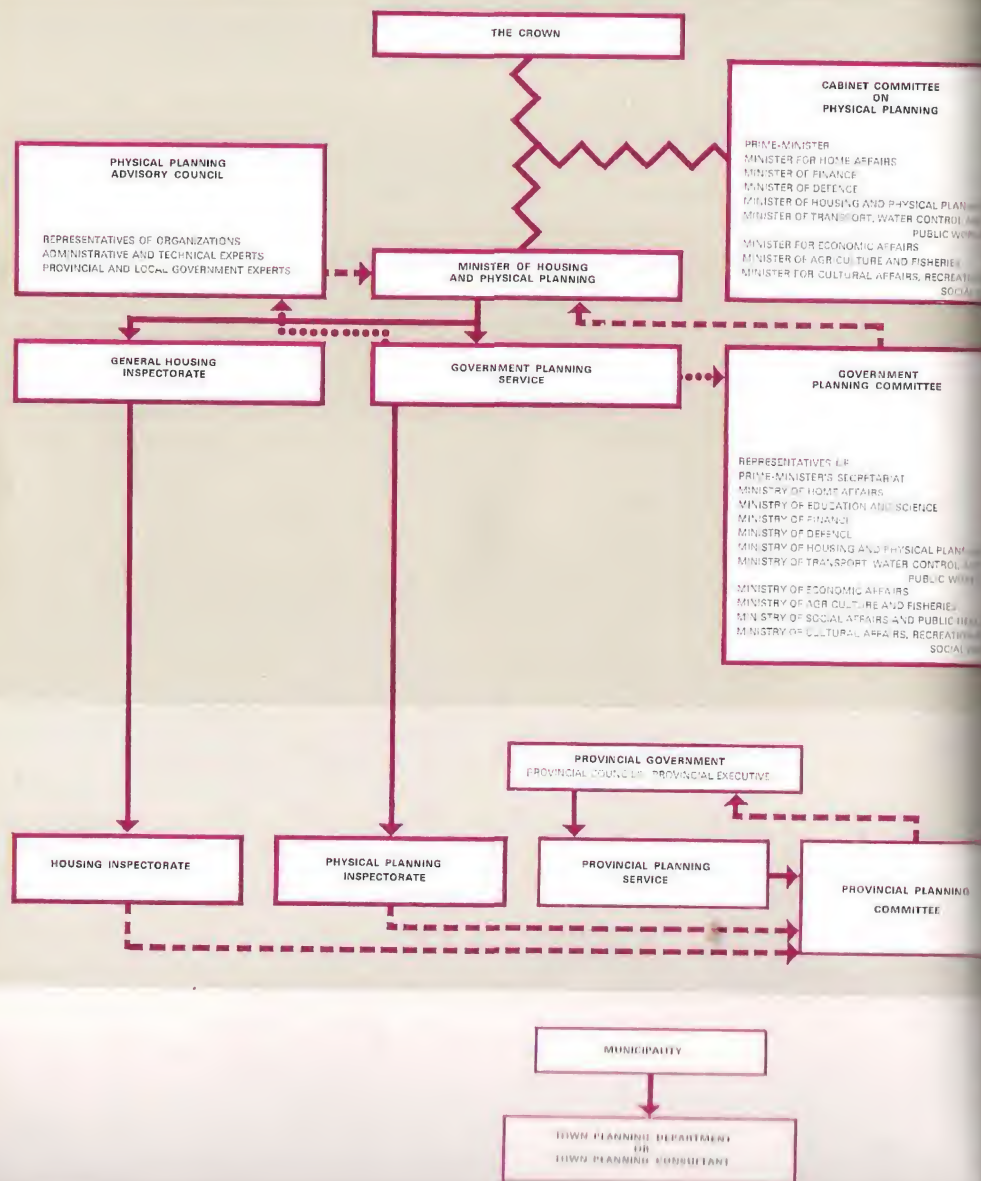 THE CROWN
CABINET COMMITTEE
ON
PHYSICAL PLANNING
PRIME-MINISTER
MINISTER FOR HOME AFFAIRS
MINISTER OF FINANCE
MINISTER OF DEFENCE
MINISTER OF HOUSING AND PHYSICAL
MINISTER OF TRANSPORT, WATER CONTROL
PUBLIC
MINISTER FOR ECONOMIC AFFAIRS
MINISTER OF AGRICULTURE AND FISHERIES
MINISTER FOR CULTURAL AFFAIRS,
SOCIAL
PHYSICAL PLANNING
ADVISORY COUNCIL
REPRESENTATIVES OF ORGANIZATIONS
ADMINISTRATIVE AND TECHNICAL EXPERTS
PROVINCIAL AND LOCAL GOVERNMENT EXPERTS
MINISTER OF HOUSING
AND PHYSICAL PLANNING
GENERAL HOUSING
INSPECTORATE
GOVERNMENT PLANNING
SERVICE
GOVERNMENT
PLANNING COMMITTEE
REPRESENTATIVES OF
PRIME-MINISTER'S SECRETARIAT
MINISTRY OF HOME AFFAIRS
MINISTRY OF EDUCATION AND SCIENCE
MINISTRY OF FINANCE
MINISTRY OF DEFENCE
MINISTRY OF HOUSING AND PHYSICAL
MINISTRY OF TRANSPORT, WATER CONTROL
PUBLIC
MINISTRY OF ECONOMIC AFFAIRS
MINISTRY OF AGRICULTURE AND FISHERIES
MINISTRY OF SOCIAL AFFAIRS AND PUBLIC
MINISTRY OF CULTURAL AFFAIRS,
SOCIAL
PROVINCIAL GOVERNMENT
PROVINCIAL COUNCILS PROVINCIAL EXECUTIVE
HOUSING INSPECTORATE
PHYSICAL PLANNING
INSPECTORATE
PROVINCIAL PLANNING
SERVICE
PROVINCIAL PLANNING
COMMITTEE
MUNICIPALITY
TOWN PLANNING DEPARTMENT
OR
TOWN PLANNING CONSULTANT